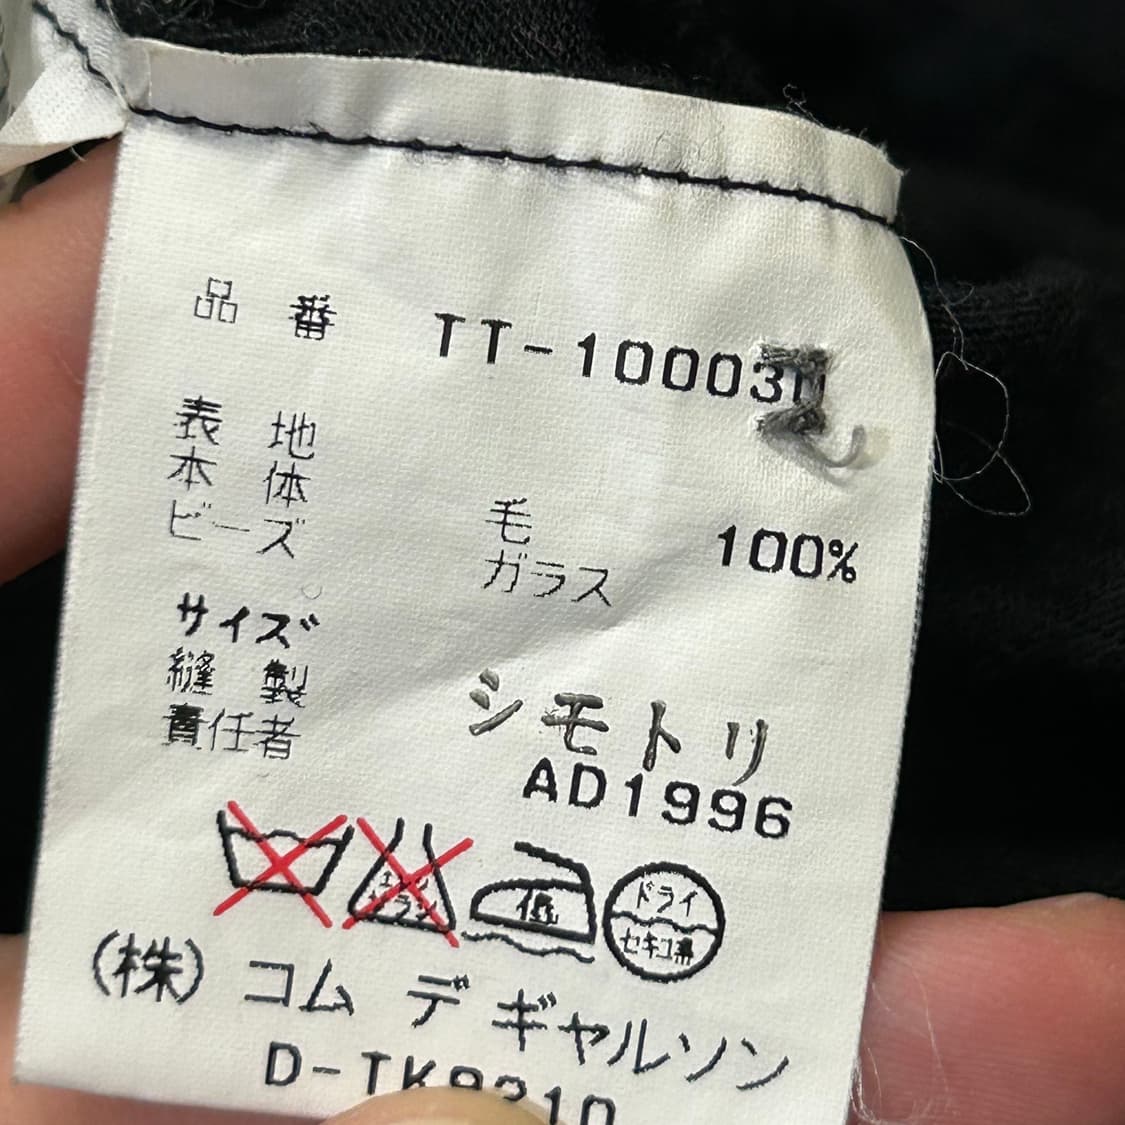 品番 TT-10003
表地
本体 毛 100%
ビーズ ガラス
サイズ
縫製 シモトリ
責任者 AD1996
低
ドライ
セキユ系
(株)コム デ ギャルソン
D-TK